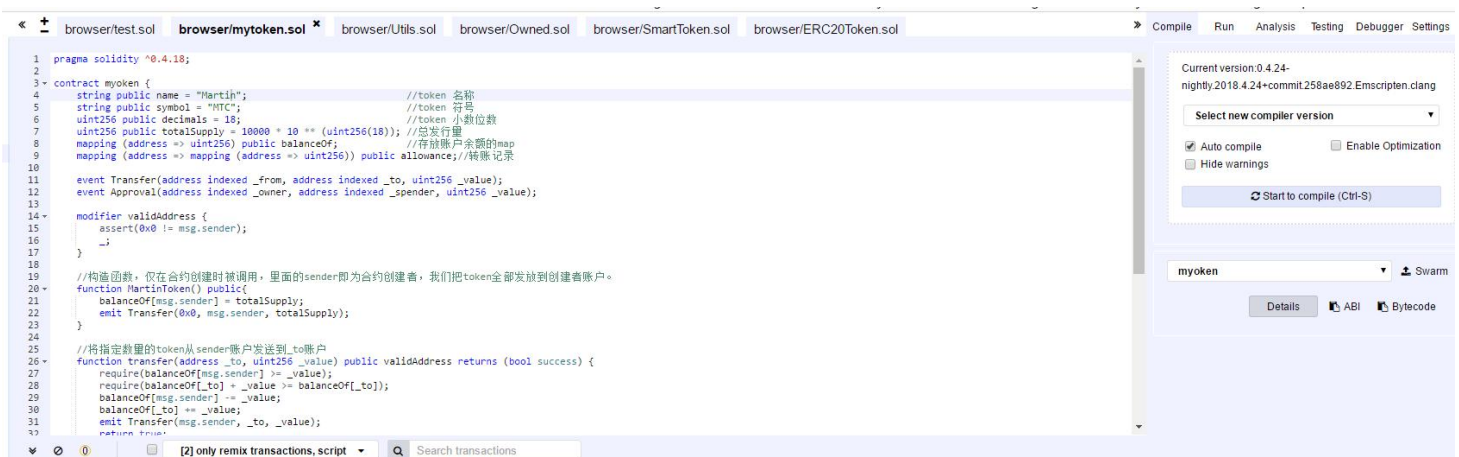 browser/test.sol browser/mytoken.sol × browser/Utils.sol browser/Owned.sol browser/SmartToken.sol browser/ERC20Token.sol
Compile Run Analysis Testing Debugger Settings
1 pragma solidity ^0.4.18;
2
3 contract myoken {
4 string public name = "Martin"; //token 名称
5 string public symbol = "MTC"; //token 符号
6 uint256 public decimals = 18; //token 小数位数
7 uint256 public totalSupply = 10000 * 10 ** (uint256(18)); //总发行量
8 mapping (address => uint256) public balanceOf; //存放账户余额的map
9 mapping (address => mapping (address => uint256)) public allowance;//转账记录
10
11 event Transfer(address indexed _from, address indexed _to, uint256 _value);
12 event Approval(address indexed _owner, address indexed _spender, uint256 _value);
13
14 modifier validAddress {
15 assert(0x0 != msg.sender);
16 _;
17 }
18
19 //构造函数，仅在合约创建时被调用，里面的sender即为合约创建者，我们把token全部发放到创建者账户。
20 function MartinToken() public{
21 balanceOf[msg.sender] = totalSupply;
22 emit Transfer(0x0, msg.sender, totalSupply);
23 }
24
25 //将指定数量的token从sender账户发送到_to账户
26 function transfer(address _to, uint256 _value) public validAddress returns (bool success) {
27 require(balanceOf[msg.sender] >= _value);
28 require(balanceOf[_to] + _value >= balanceOf[_to]);
29 balanceOf[msg.sender] -= _value;
30 balanceOf[_to] += _value;
31 emit Transfer(msg.sender, _to, _value);
32 return true;
0 [2] only remix transactions, script Search transactions
Current version:0.4.24-
nightly.2018.4.24+commit.258ae892.Emscripten.clang
Select new compiler version
Auto compile Enable Optimization
Hide warnings
Start to compile (Ctrl-S)
myoken Swarm
Details ABI Bytecode